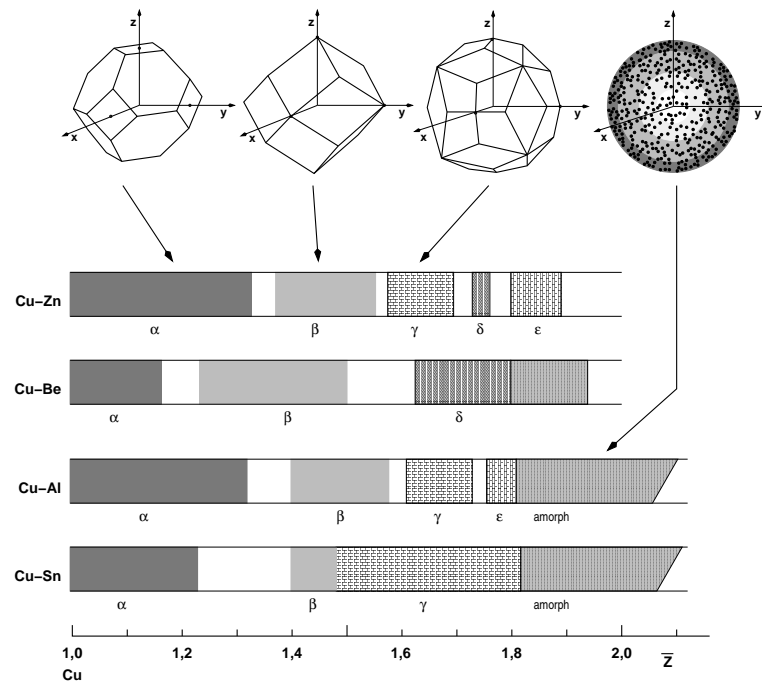 z z z z
y y y y
x x x x
Cu–Zn
α β γ δ ε
Cu–Be
α β δ
Cu–Al
α β γ ε amorph
Cu–Sn
α β γ amorph
1,0 1,2 1,4 1,6 1,8 2,0 Z̅
Cu